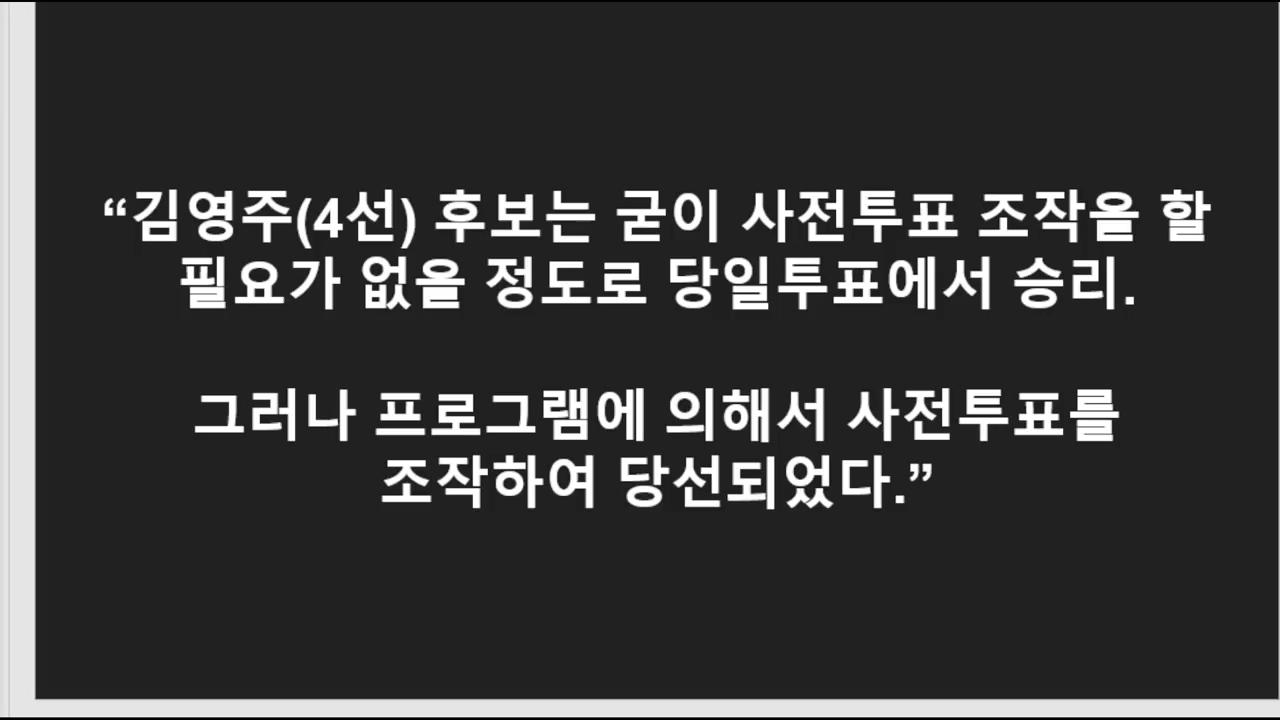 “김영주(4선) 후보는 굳이 사전투표 조작을 할
필요가 없을 정도로 당일투표에서 승리.
그러나 프로그램에 의해서 사전투표를
조작하여 당선되었다.”